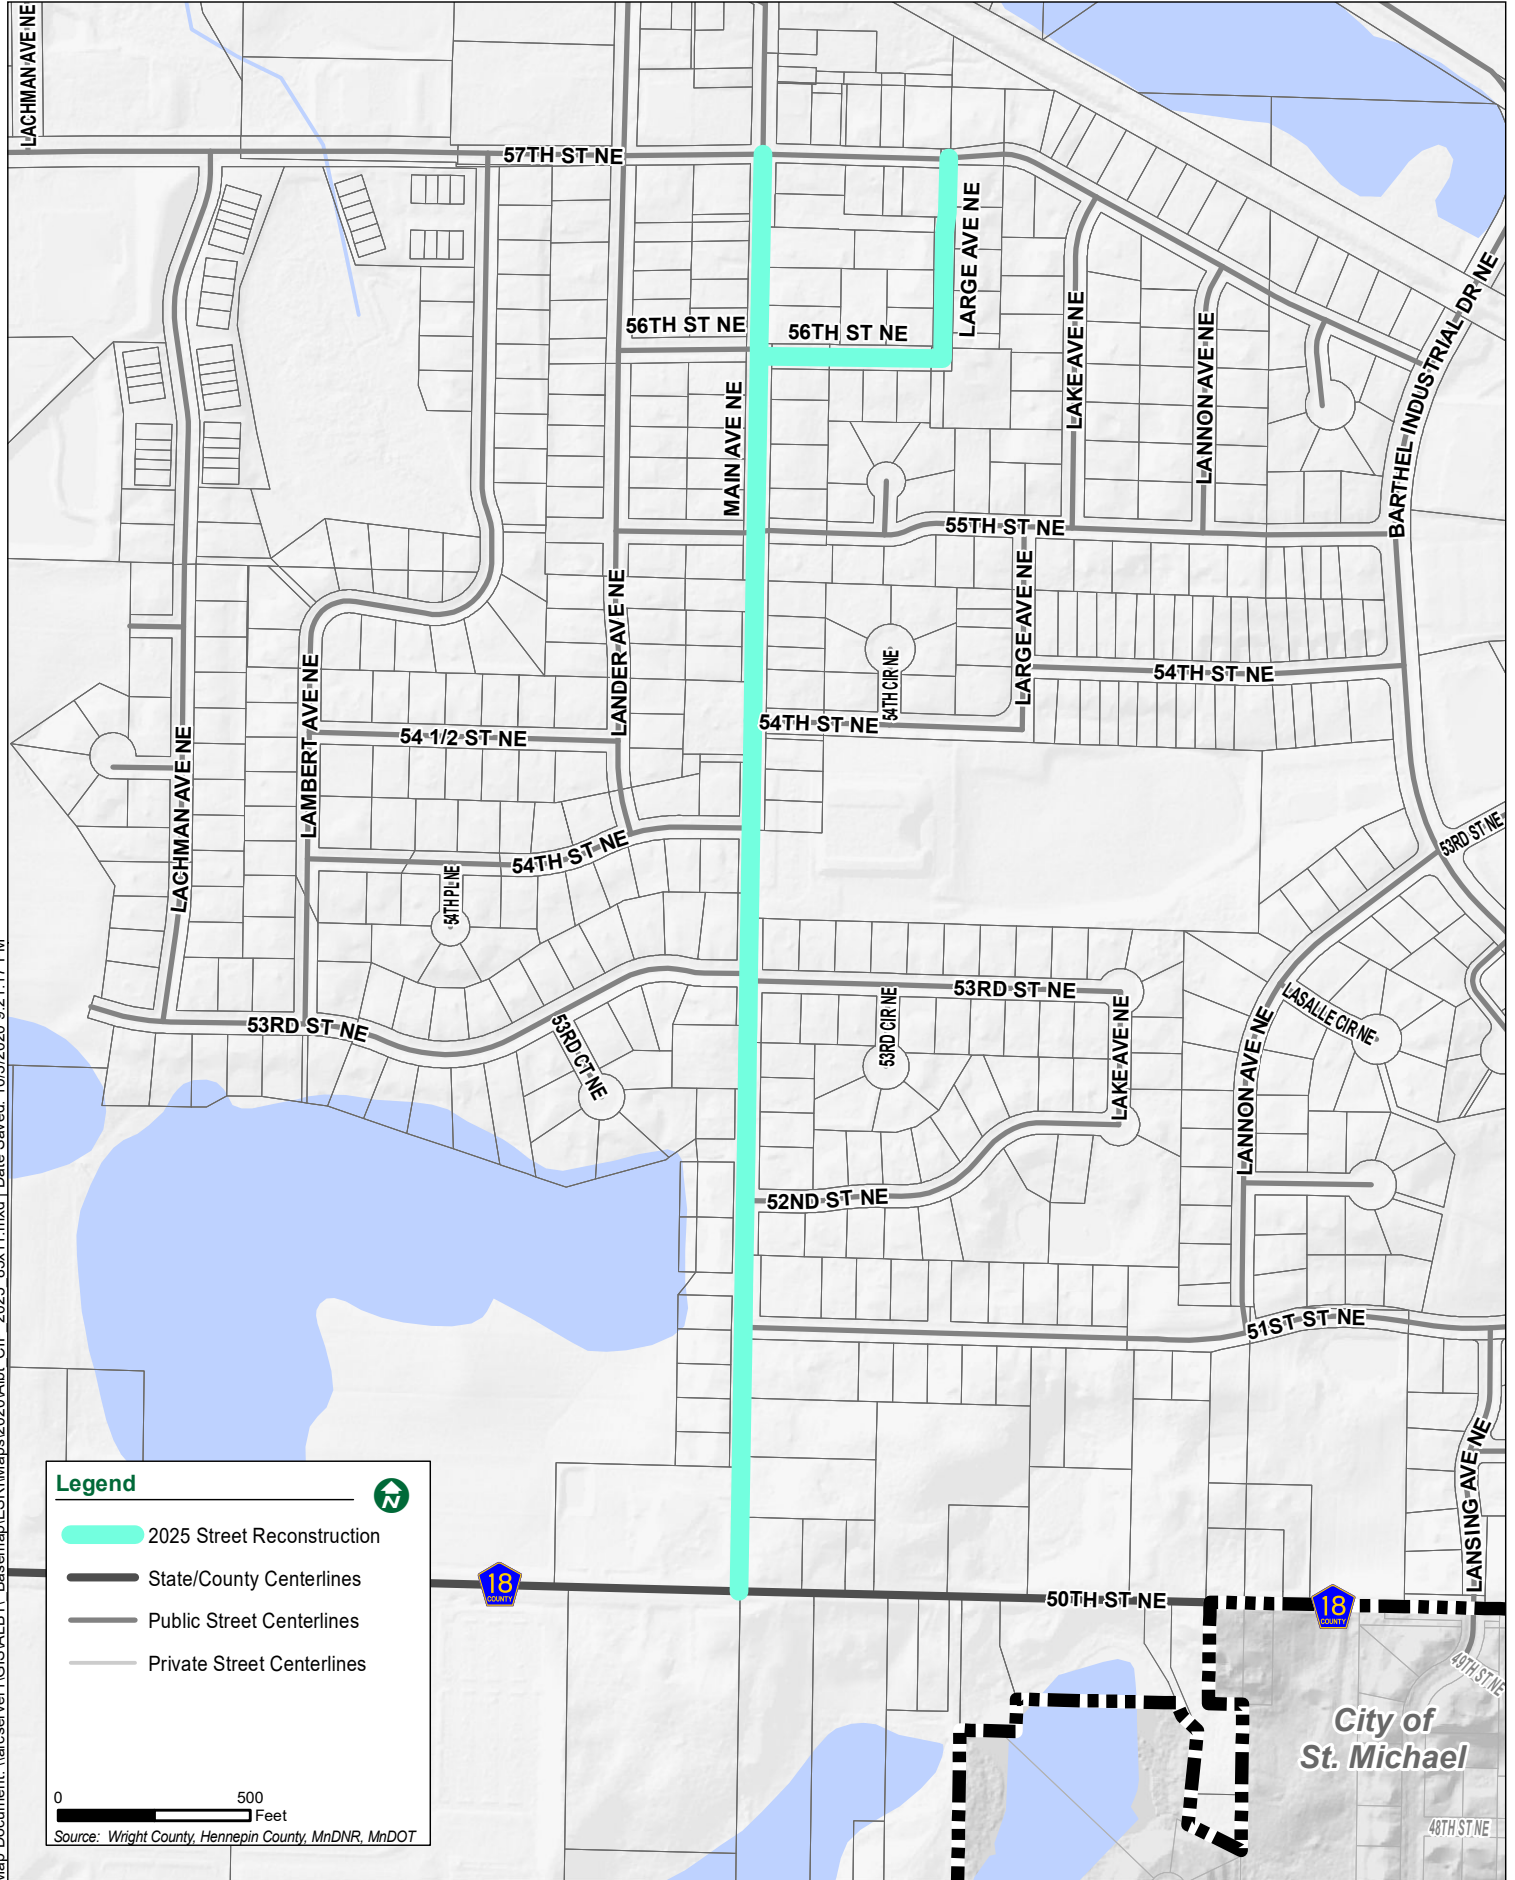 LACHMAN AVE NE
57TH ST NE
LARGE AVE NE
56TH ST NE
56TH ST NE
MAIN AVE NE
LAKE AVE NE
LANNON AVE NE
BARTHEL INDUSTRIAL DR NE
55TH ST NE
LANDER AVE NE
LARGE AVE NE
54TH CIR NE
54TH ST NE
54TH ST NE
LAMBERT AVE NE
54 1/2 ST NE
LACHMAN AVE NE
54TH ST NE
54TH PL NE
53RD ST NE
53RD ST NE
53RD CIR NE
LAKE AVE NE
LASALLE CIR NE
LANNON AVE NE
53RD ST NE
53RD CT NE
52ND ST NE
51ST ST NE
LANSING AVE NE
50TH ST NE
18
COUNTY
18
COUNTY
49TH ST NE
City of
St. Michael
48TH ST NE
Legend
N
2025 Street Reconstruction
State/County Centerlines
Public Street Centerlines
Private Street Centerlines
0 500
Feet
Source: Wright County, Hennepin County, MnDNR, MnDOT